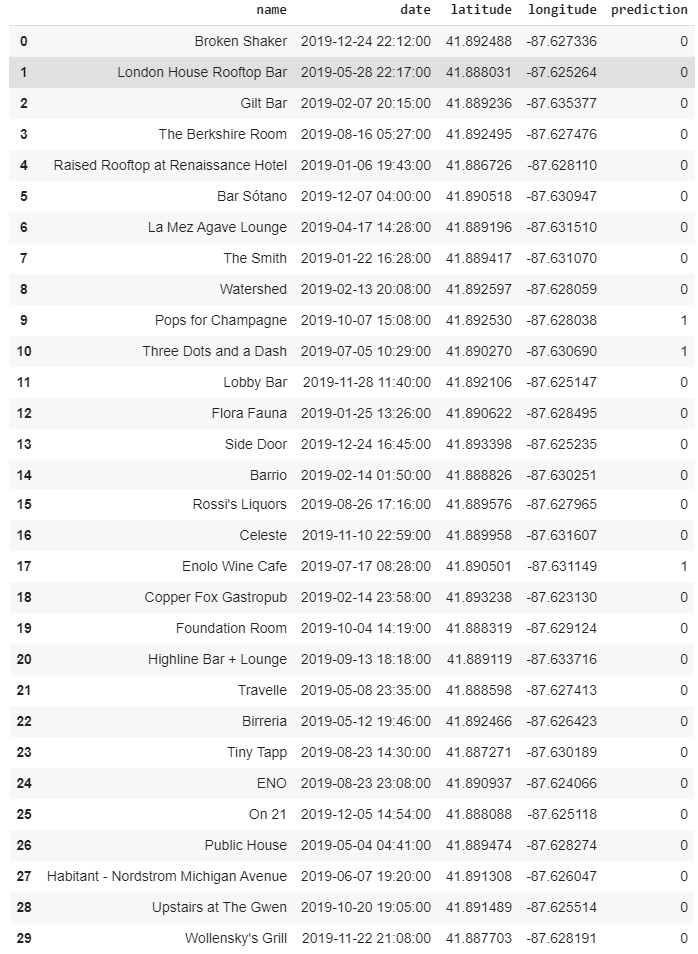 name date latitude longitude prediction
0 Broken Shaker 2019-12-24 22:12:00 41.892488 -87.627336 0
1 London House Rooftop Bar 2019-05-28 22:17:00 41.888031 -87.625264 0
2 Gilt Bar 2019-02-07 20:15:00 41.889236 -87.635377 0
3 The Berkshire Room 2019-08-16 05:27:00 41.892495 -87.627476 0
4 Raised Rooftop at Renaissance Hotel 2019-01-06 19:43:00 41.886726 -87.628110 0
5 Bar Sótano 2019-12-07 04:00:00 41.890518 -87.630947 0
6 La Mez Agave Lounge 2019-04-17 14:28:00 41.889196 -87.631510 0
7 The Smith 2019-01-22 16:28:00 41.889417 -87.631070 0
8 Watershed 2019-02-13 20:08:00 41.892597 -87.628059 0
9 Pops for Champagne 2019-10-07 15:08:00 41.892530 -87.628038 1
10 Three Dots and a Dash 2019-07-05 10:29:00 41.890270 -87.630690 1
11 Lobby Bar 2019-11-28 11:40:00 41.892106 -87.625147 0
12 Flora Fauna 2019-01-25 13:26:00 41.890622 -87.628495 0
13 Side Door 2019-12-24 16:45:00 41.893398 -87.625235 0
14 Barrio 2019-02-14 01:50:00 41.888826 -87.630251 0
15 Rossi's Liquors 2019-08-26 17:16:00 41.889576 -87.627965 0
16 Celeste 2019-11-10 22:59:00 41.889958 -87.631607 0
17 Enolo Wine Cafe 2019-07-17 08:28:00 41.890501 -87.631149 1
18 Copper Fox Gastropub 2019-02-14 23:58:00 41.893238 -87.623130 0
19 Foundation Room 2019-10-04 14:19:00 41.888319 -87.629124 0
20 Highline Bar + Lounge 2019-09-13 18:18:00 41.889119 -87.633716 0
21 Travelle 2019-05-08 23:35:00 41.888598 -87.627413 0
22 Birreria 2019-05-12 19:46:00 41.892466 -87.626423 0
23 Tiny Tapp 2019-08-23 14:30:00 41.887271 -87.630189 0
24 ENO 2019-08-23 23:08:00 41.890937 -87.624066 0
25 On 21 2019-12-05 14:54:00 41.888088 -87.625118 0
26 Public House 2019-05-04 04:41:00 41.889474 -87.628274 0
27 Habitant - Nordstrom Michigan Avenue 2019-06-07 19:20:00 41.891308 -87.626047 0
28 Upstairs at The Gwen 2019-10-20 19:05:00 41.891489 -87.625514 0
29 Wollensky's Grill 2019-11-22 21:08:00 41.887703 -87.628191 0